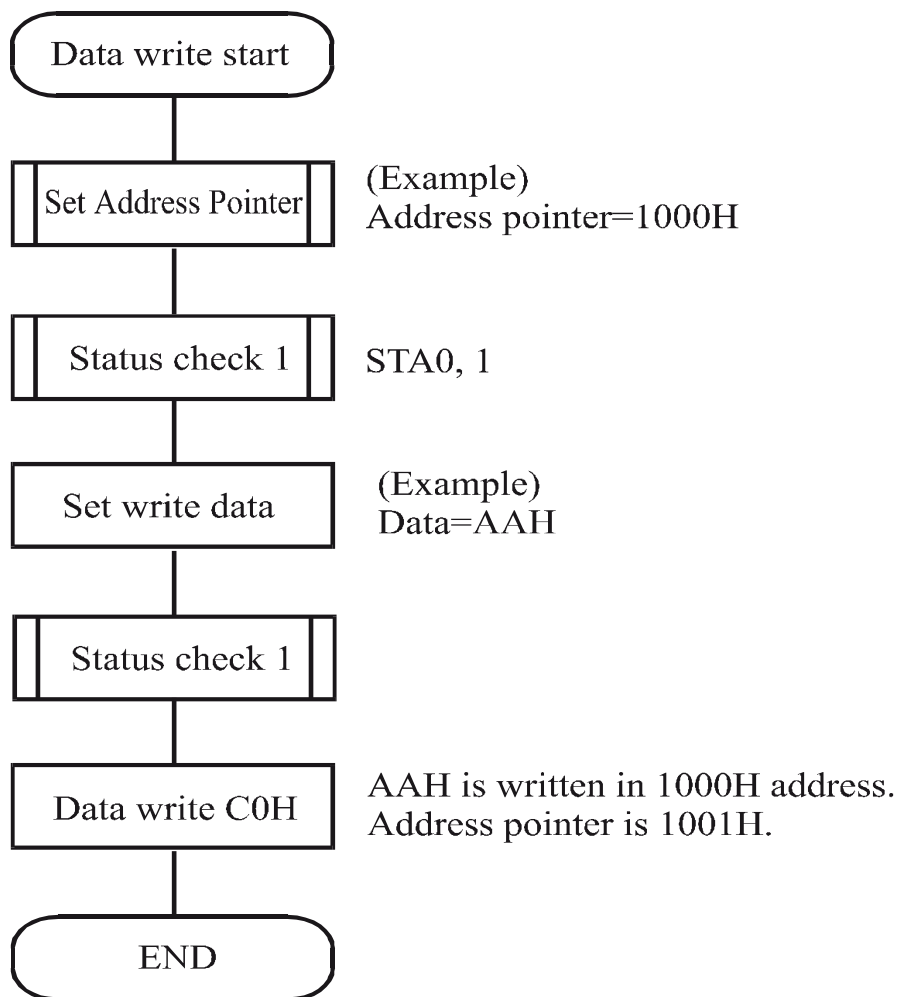 Data write start
Set Address Pointer
(Example)
Address pointer=1000H
Status check 1
STA0, 1
Set write data
(Example)
Data=AAH
Status check 1
Data write C0H
AAH is written in 1000H address.
Address pointer is 1001H.
END